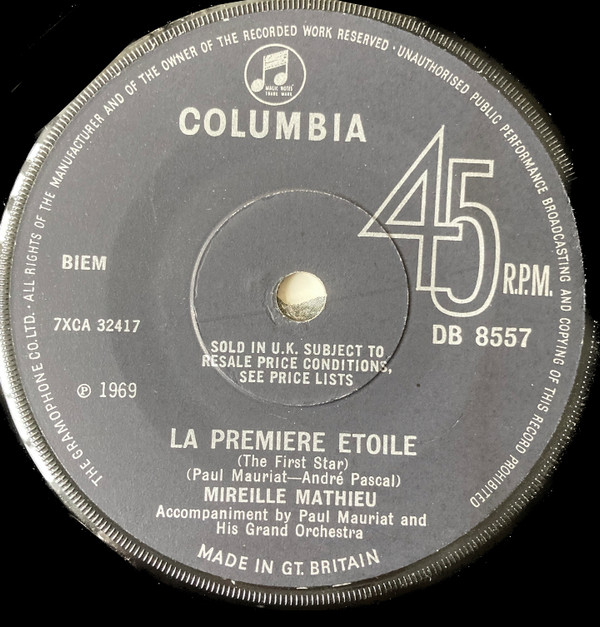 THE GRAMOPHONE CO. LTD. · ALL RIGHTS OF THE MANUFACTURER AND OF THE OWNER OF THE RECORDED WORK RESERVED · UNAUTHORISED PUBLIC PERFORMANCE BROADCASTING AND COPYING OF THIS RECORD PROHIBITED
MAGIC NOTES
TRADE MARK
COLUMBIA
45
R.P.M.
BIEM
7XCA 32417
DB 8557
SOLD IN U.K. SUBJECT TO
RESALE PRICE CONDITIONS,
SEE PRICE LISTS
℗ 1969
LA PREMIERE ETOILE
(The First Star)
(Paul Mauriat—André Pascal)
MIREILLE MATHIEU
Accompaniment by Paul Mauriat and
His Grand Orchestra
MADE IN GT. BRITAIN